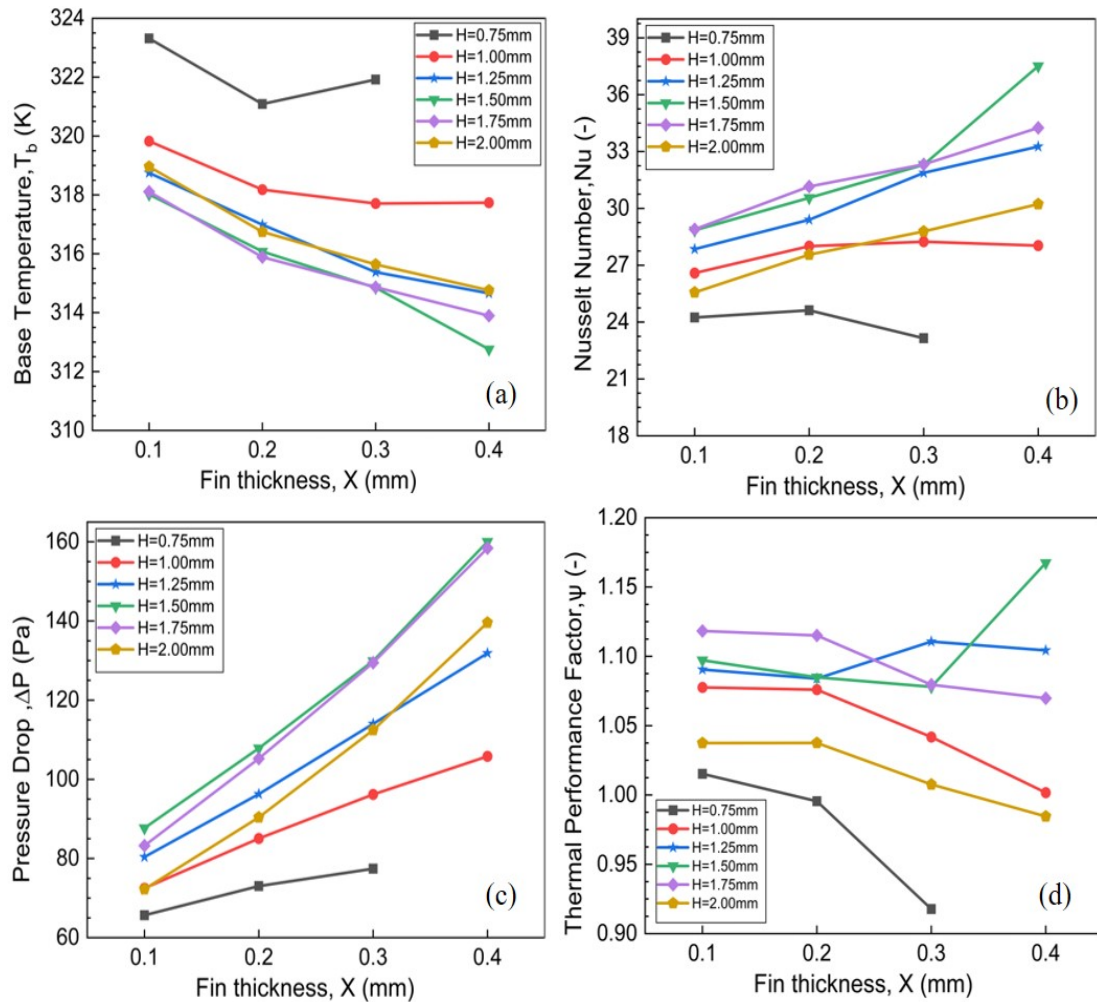 324
322
320
318
316
314
312
310
Base Temperature,T_b (K)
H=0.75mm
H=1.00mm
H=1.25mm
H=1.50mm
H=1.75mm
H=2.00mm
(a)
0.1 0.2 0.3 0.4
Fin thickness, X (mm)
39
36
33
30
27
24
21
18
Nusselt Number,Nu (-)
H=0.75mm
H=1.00mm
H=1.25mm
H=1.50mm
H=1.75mm
H=2.00mm
(b)
0.1 0.2 0.3 0.4
Fin thickness, X (mm)
160
140
120
100
80
60
Pressure Drop ,ΔP (Pa)
H=0.75mm
H=1.00mm
H=1.25mm
H=1.50mm
H=1.75mm
H=2.00mm
(c)
0.1 0.2 0.3 0.4
Fin thickness, X (mm)
1.20
1.15
1.10
1.05
1.00
0.95
0.90
Thermal Performance Factor,ψ (-)
H=0.75mm
H=1.00mm
H=1.25mm
H=1.50mm
H=1.75mm
H=2.00mm
(d)
0.1 0.2 0.3 0.4
Fin thickness, X (mm)